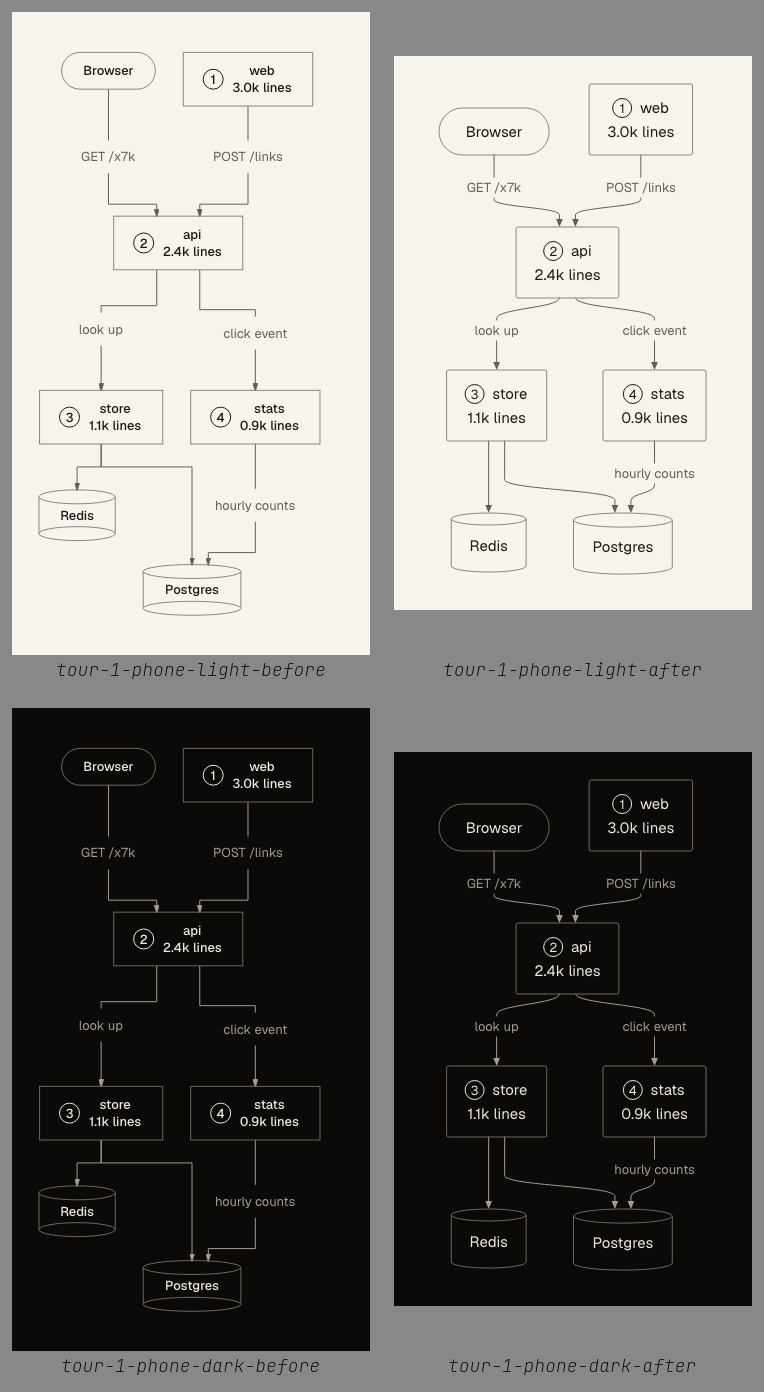 Browser
1 web
3.0k lines
GET /x7k
POST /links
2 api
2.4k lines
look up
click event
3 store
1.1k lines
4 stats
0.9k lines
Redis
hourly counts
Postgres
tour-1-phone-light-before
1 web
3.0k lines
Browser
GET /x7k
POST /links
2 api
2.4k lines
look up
click event
3 store
1.1k lines
4 stats
0.9k lines
hourly counts
Redis
Postgres
tour-1-phone-light-after
Browser
1 web
3.0k lines
GET /x7k
POST /links
2 api
2.4k lines
look up
click event
3 store
1.1k lines
4 stats
0.9k lines
Redis
hourly counts
Postgres
tour-1-phone-dark-before
1 web
3.0k lines
Browser
GET /x7k
POST /links
2 api
2.4k lines
look up
click event
3 store
1.1k lines
4 stats
0.9k lines
hourly counts
Redis
Postgres
tour-1-phone-dark-after